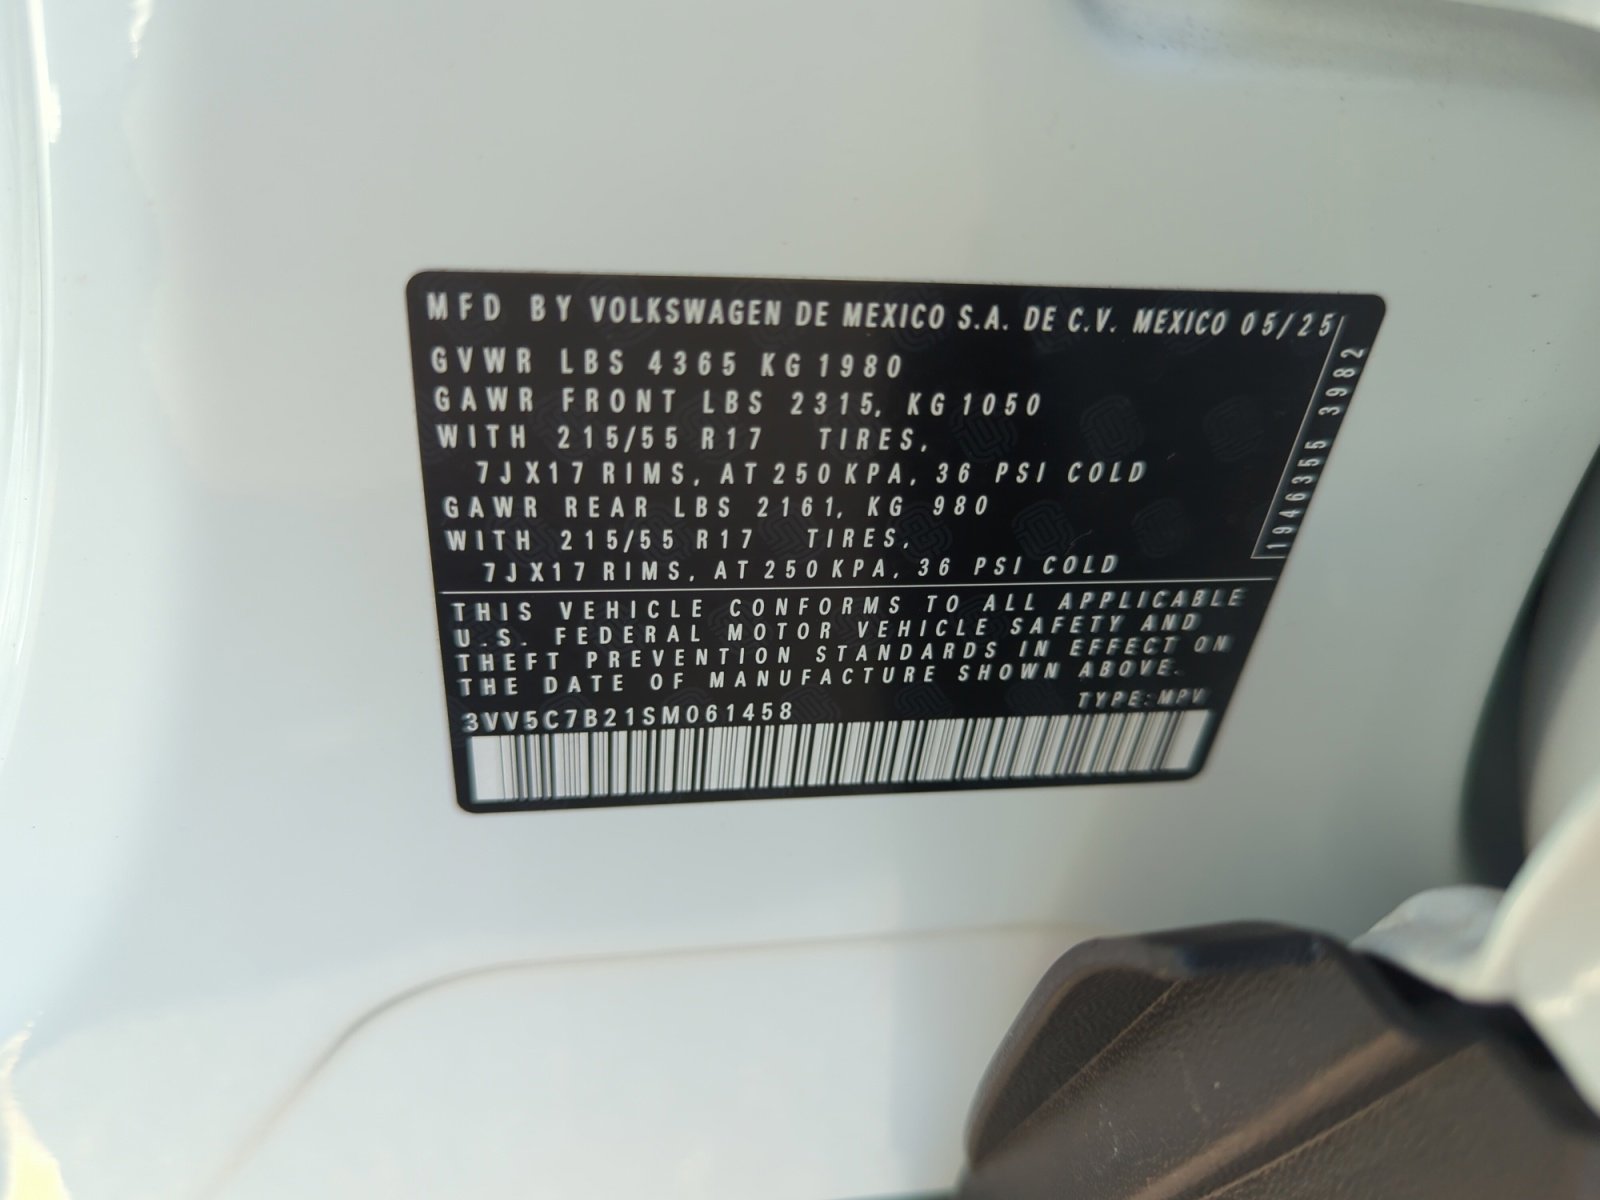 MFD BY VOLKSWAGEN DE MEXICO S.A. DE C.V. MEXICO 05/25
GVWR LBS 4365 KG 1980
GAWR FRONT LBS 2315, KG 1050
WITH 215/55 R17 TIRES,
7JX17 RIMS, AT 250 KPA, 36 PSI COLD
GAWR REAR LBS 2161, KG 980
WITH 215/55 R17 TIRES,
7JX17 RIMS, AT 250 KPA, 36 PSI COLD
1946355 3982
THIS VEHICLE CONFORMS TO ALL APPLICABLE
U.S. FEDERAL MOTOR VEHICLE SAFETY AND
THEFT PREVENTION STANDARDS IN EFFECT ON
THE DATE OF MANUFACTURE SHOWN ABOVE.
TYPE: MPV
3VV5C7B21SM061458